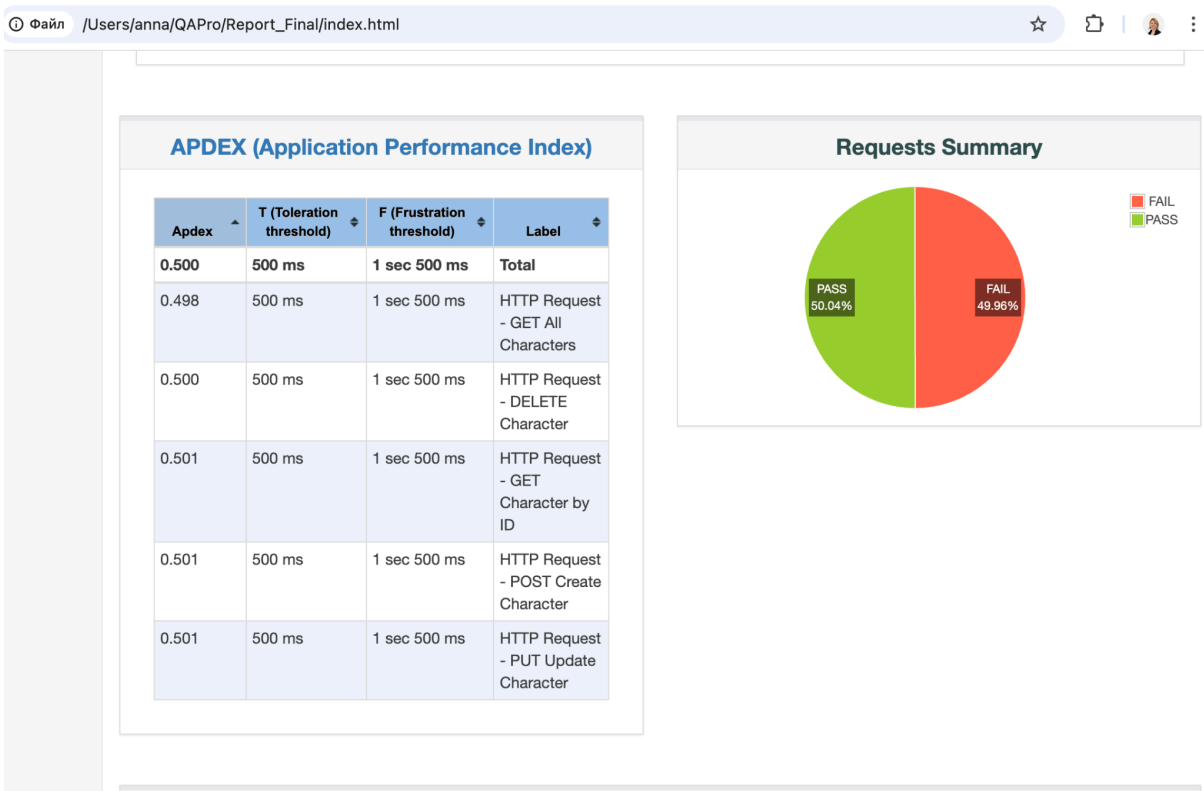 Файл /Users/anna/QAPro/Report_Final/index.html
APDEX (Application Performance Index)
Apdex
T (Toleration
threshold)
F (Frustration
threshold)
Label
0.500 500 ms 1 sec 500 ms Total
0.498 500 ms 1 sec 500 ms HTTP Request
- GET All
Characters
0.500 500 ms 1 sec 500 ms HTTP Request
- DELETE
Character
0.501 500 ms 1 sec 500 ms HTTP Request
- GET
Character by
ID
0.501 500 ms 1 sec 500 ms HTTP Request
- POST Create
Character
0.501 500 ms 1 sec 500 ms HTTP Request
- PUT Update
Character
Requests Summary
FAIL
PASS
PASS
50.04%
FAIL
49.96%